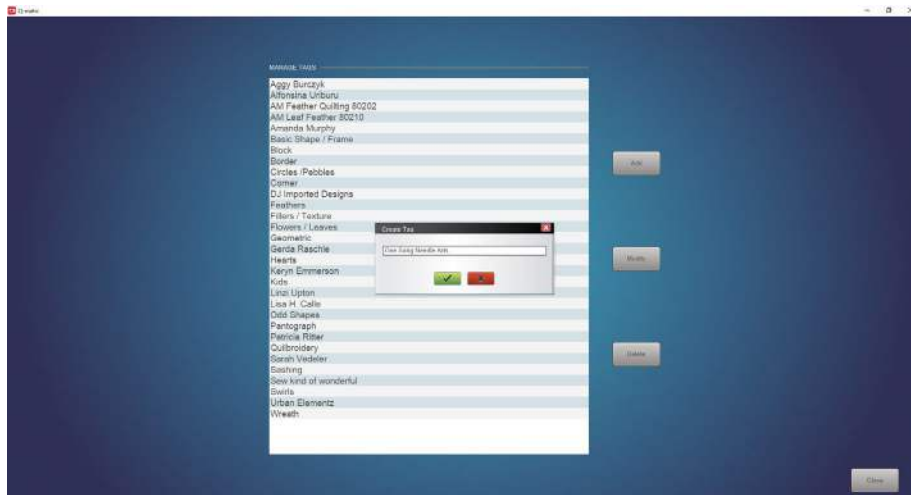 MANAGE TAGS
Aggy Burczyk
Alfonsina Uriburu
AM Feather Quilting 80202
AM Leaf Feather 80210
Amanda Murphy
Basic Shape / Frame
Block
Border
Circles /Pebbles
Corner
DJ Imported Designs
Feathers
Fillers / Texture
Flowers / Leaves
Geometric
Gerda Raschle
Hearts
Keryn Emmerson
Kids
Linzi Upton
Lisa H. Calle
Odd Shapes
Pantograph
Patricia Ritter
Quilbroidery
Sarah Vedeler
Sashing
Sew kind of wonderful
Swirls
Urban Elementz
Wreath
Create Tag
Needle Arts
Add
Modify
Delete
Close